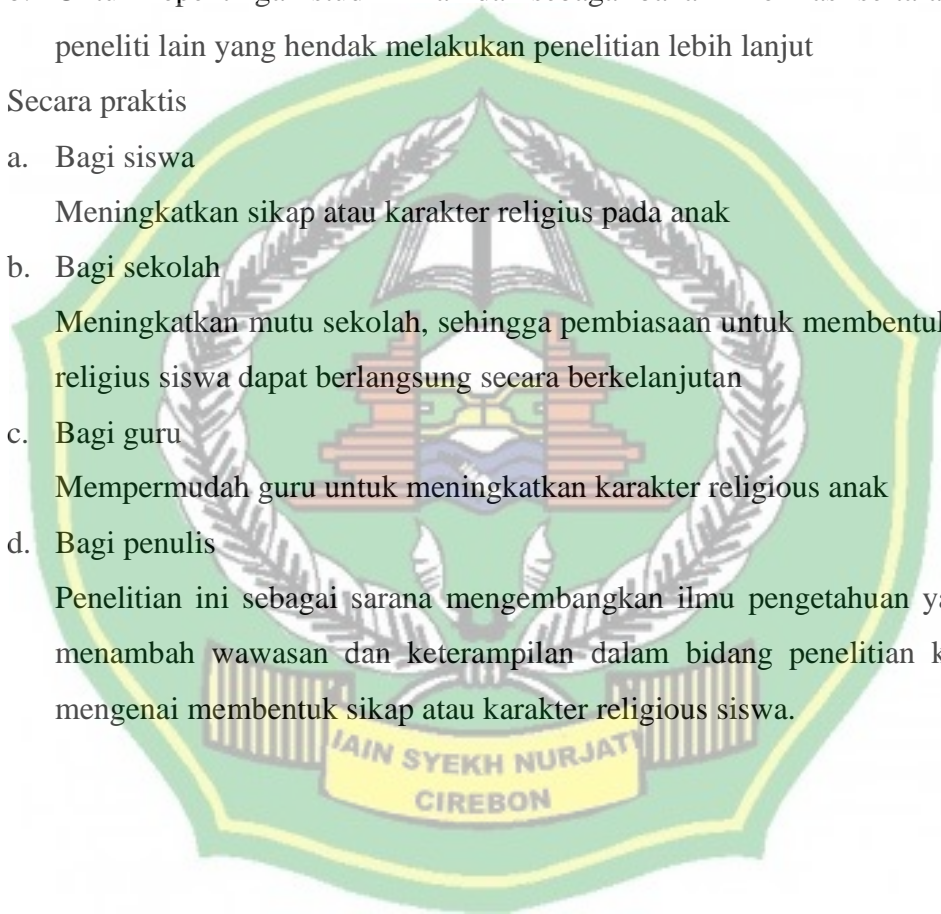 peneliti lain yang hendak melakukan penelitian lebih lanjut
Secara praktis
a. Bagi siswa
Meningkatkan sikap atau karakter religius pada anak
b. Bagi sekolah
Meningkatkan mutu sekolah, sehingga pembiasaan untuk membentuk
religius siswa dapat berlangsung secara berkelanjutan
c. Bagi guru
Mempermudah guru untuk meningkatkan karakter religious anak
d. Bagi penulis
Penelitian ini sebagai sarana mengembangkan ilmu pengetahuan
menambah wawasan dan keterampilan dalam bidang penelitian
mengenai membentuk sikap atau karakter religious siswa.
IAIN SYEKH NURJATI
CIREBON